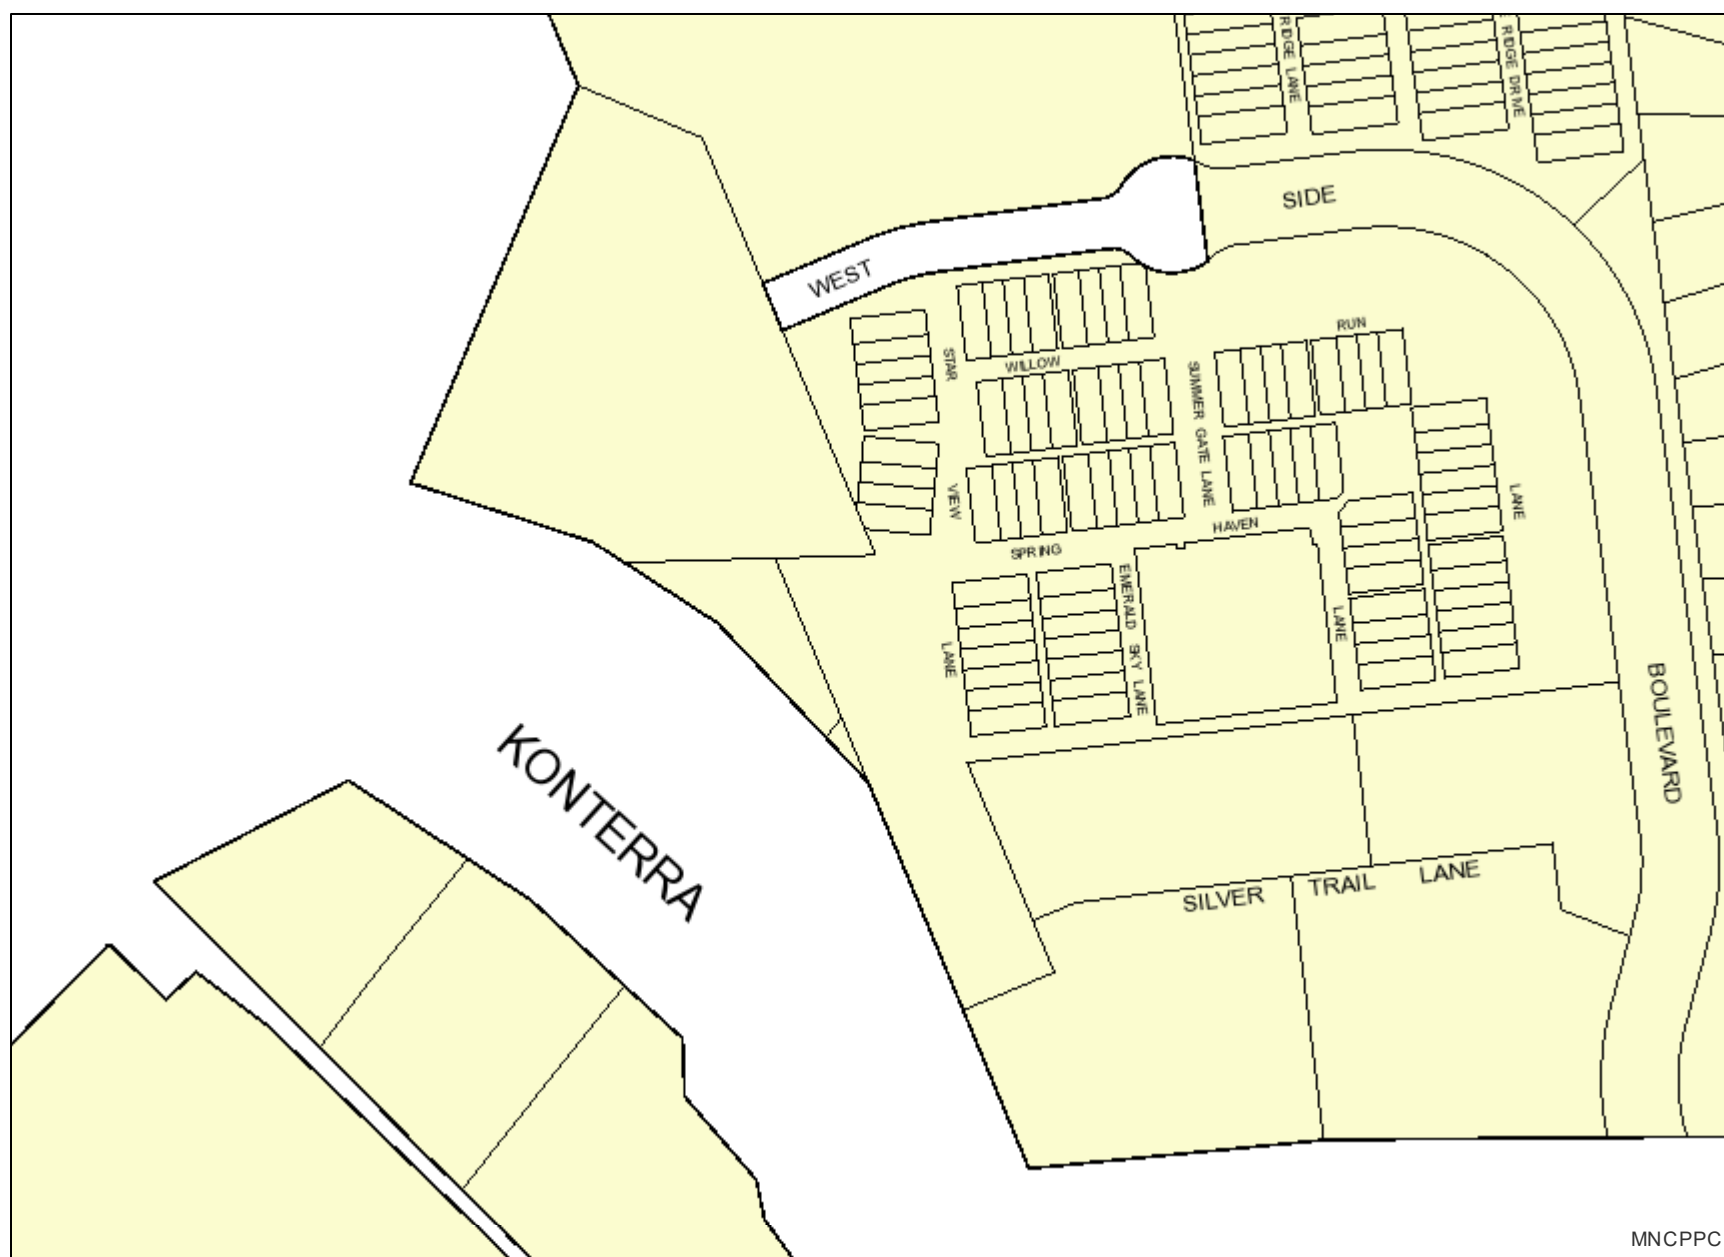 RIDGE LANE
RIDGE DRIVE
SIDE
WEST
RUN
STAR
WILLOW
SUMMER GATE LANE
VIEW
LANE
HAVEN
SPRING
EMERALD SKY LANE
LANE
LANE
BOULEVARD
KONTERRA
SILVER TRAIL LANE
MNCPPC